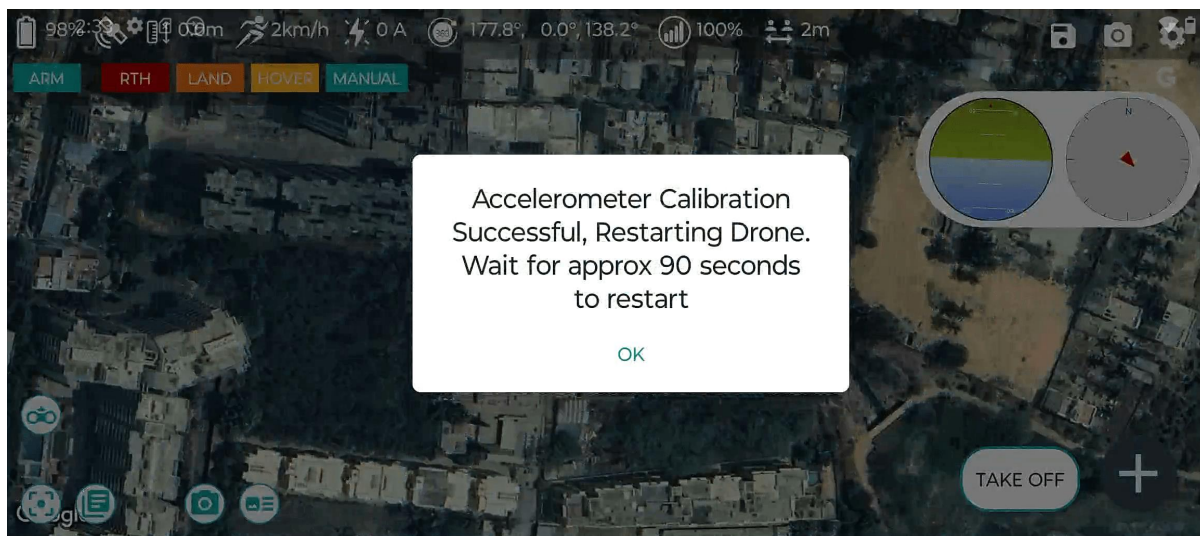 98% 0.0m 2km/h 0 A 177.8°, 0.0°, 138.2° 100% 2m
ARM RTH LAND HOVER MANUAL
N
Accelerometer Calibration
Successful, Restarting Drone.
Wait for approx 90 seconds
to restart
OK
TAKE OFF